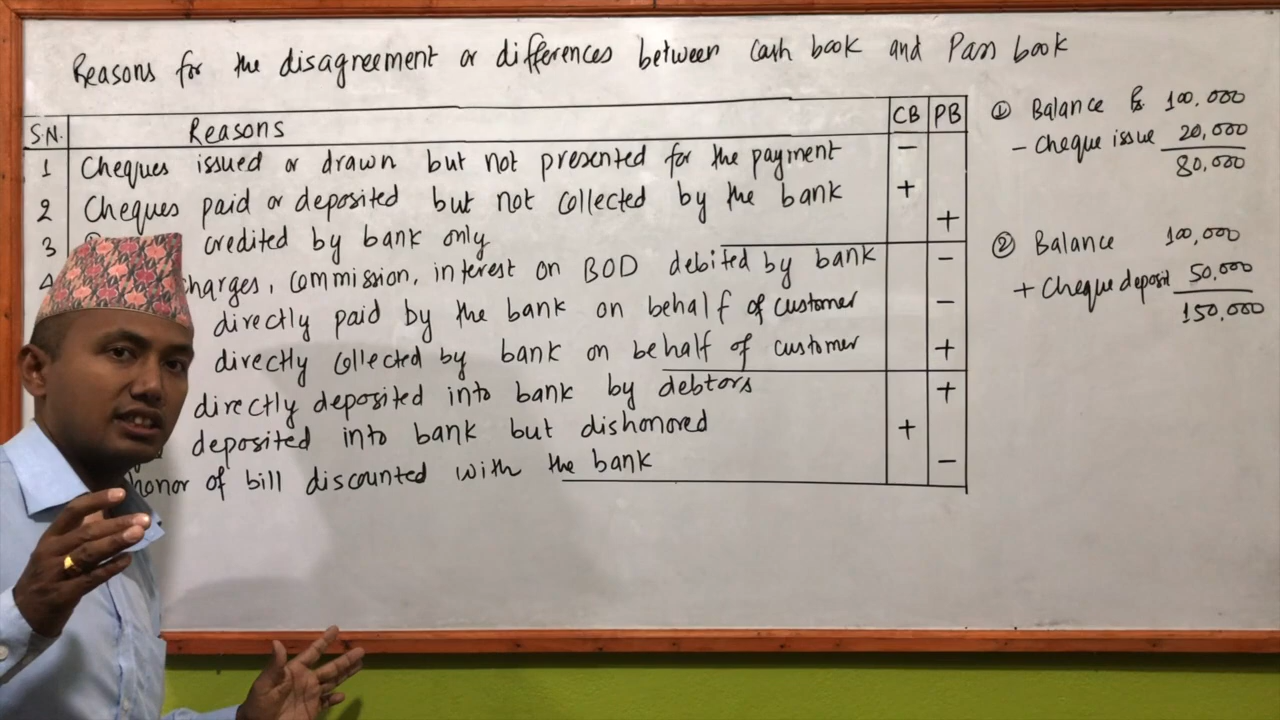 Reasons for the disagreement or differences between cash book and Pass book
S.N. Reasons CB PB
1 Cheques issued or drawn but not presented for the payment −
2 Cheques paid or deposited but not collected by the bank +
3 credited by bank only +
4 charges, commission, interest on BOD debited by bank −
directly paid by the bank on behalf of customer −
directly collected by bank on behalf of customer +
directly deposited into bank by debtors +
deposited into bank but dishonored +
honor of bill discounted with the bank −
① Balance Rs. 100,000
− Cheque issue 20,000
80,000
② Balance 100,000
+ Cheque deposit 50,000
150,000